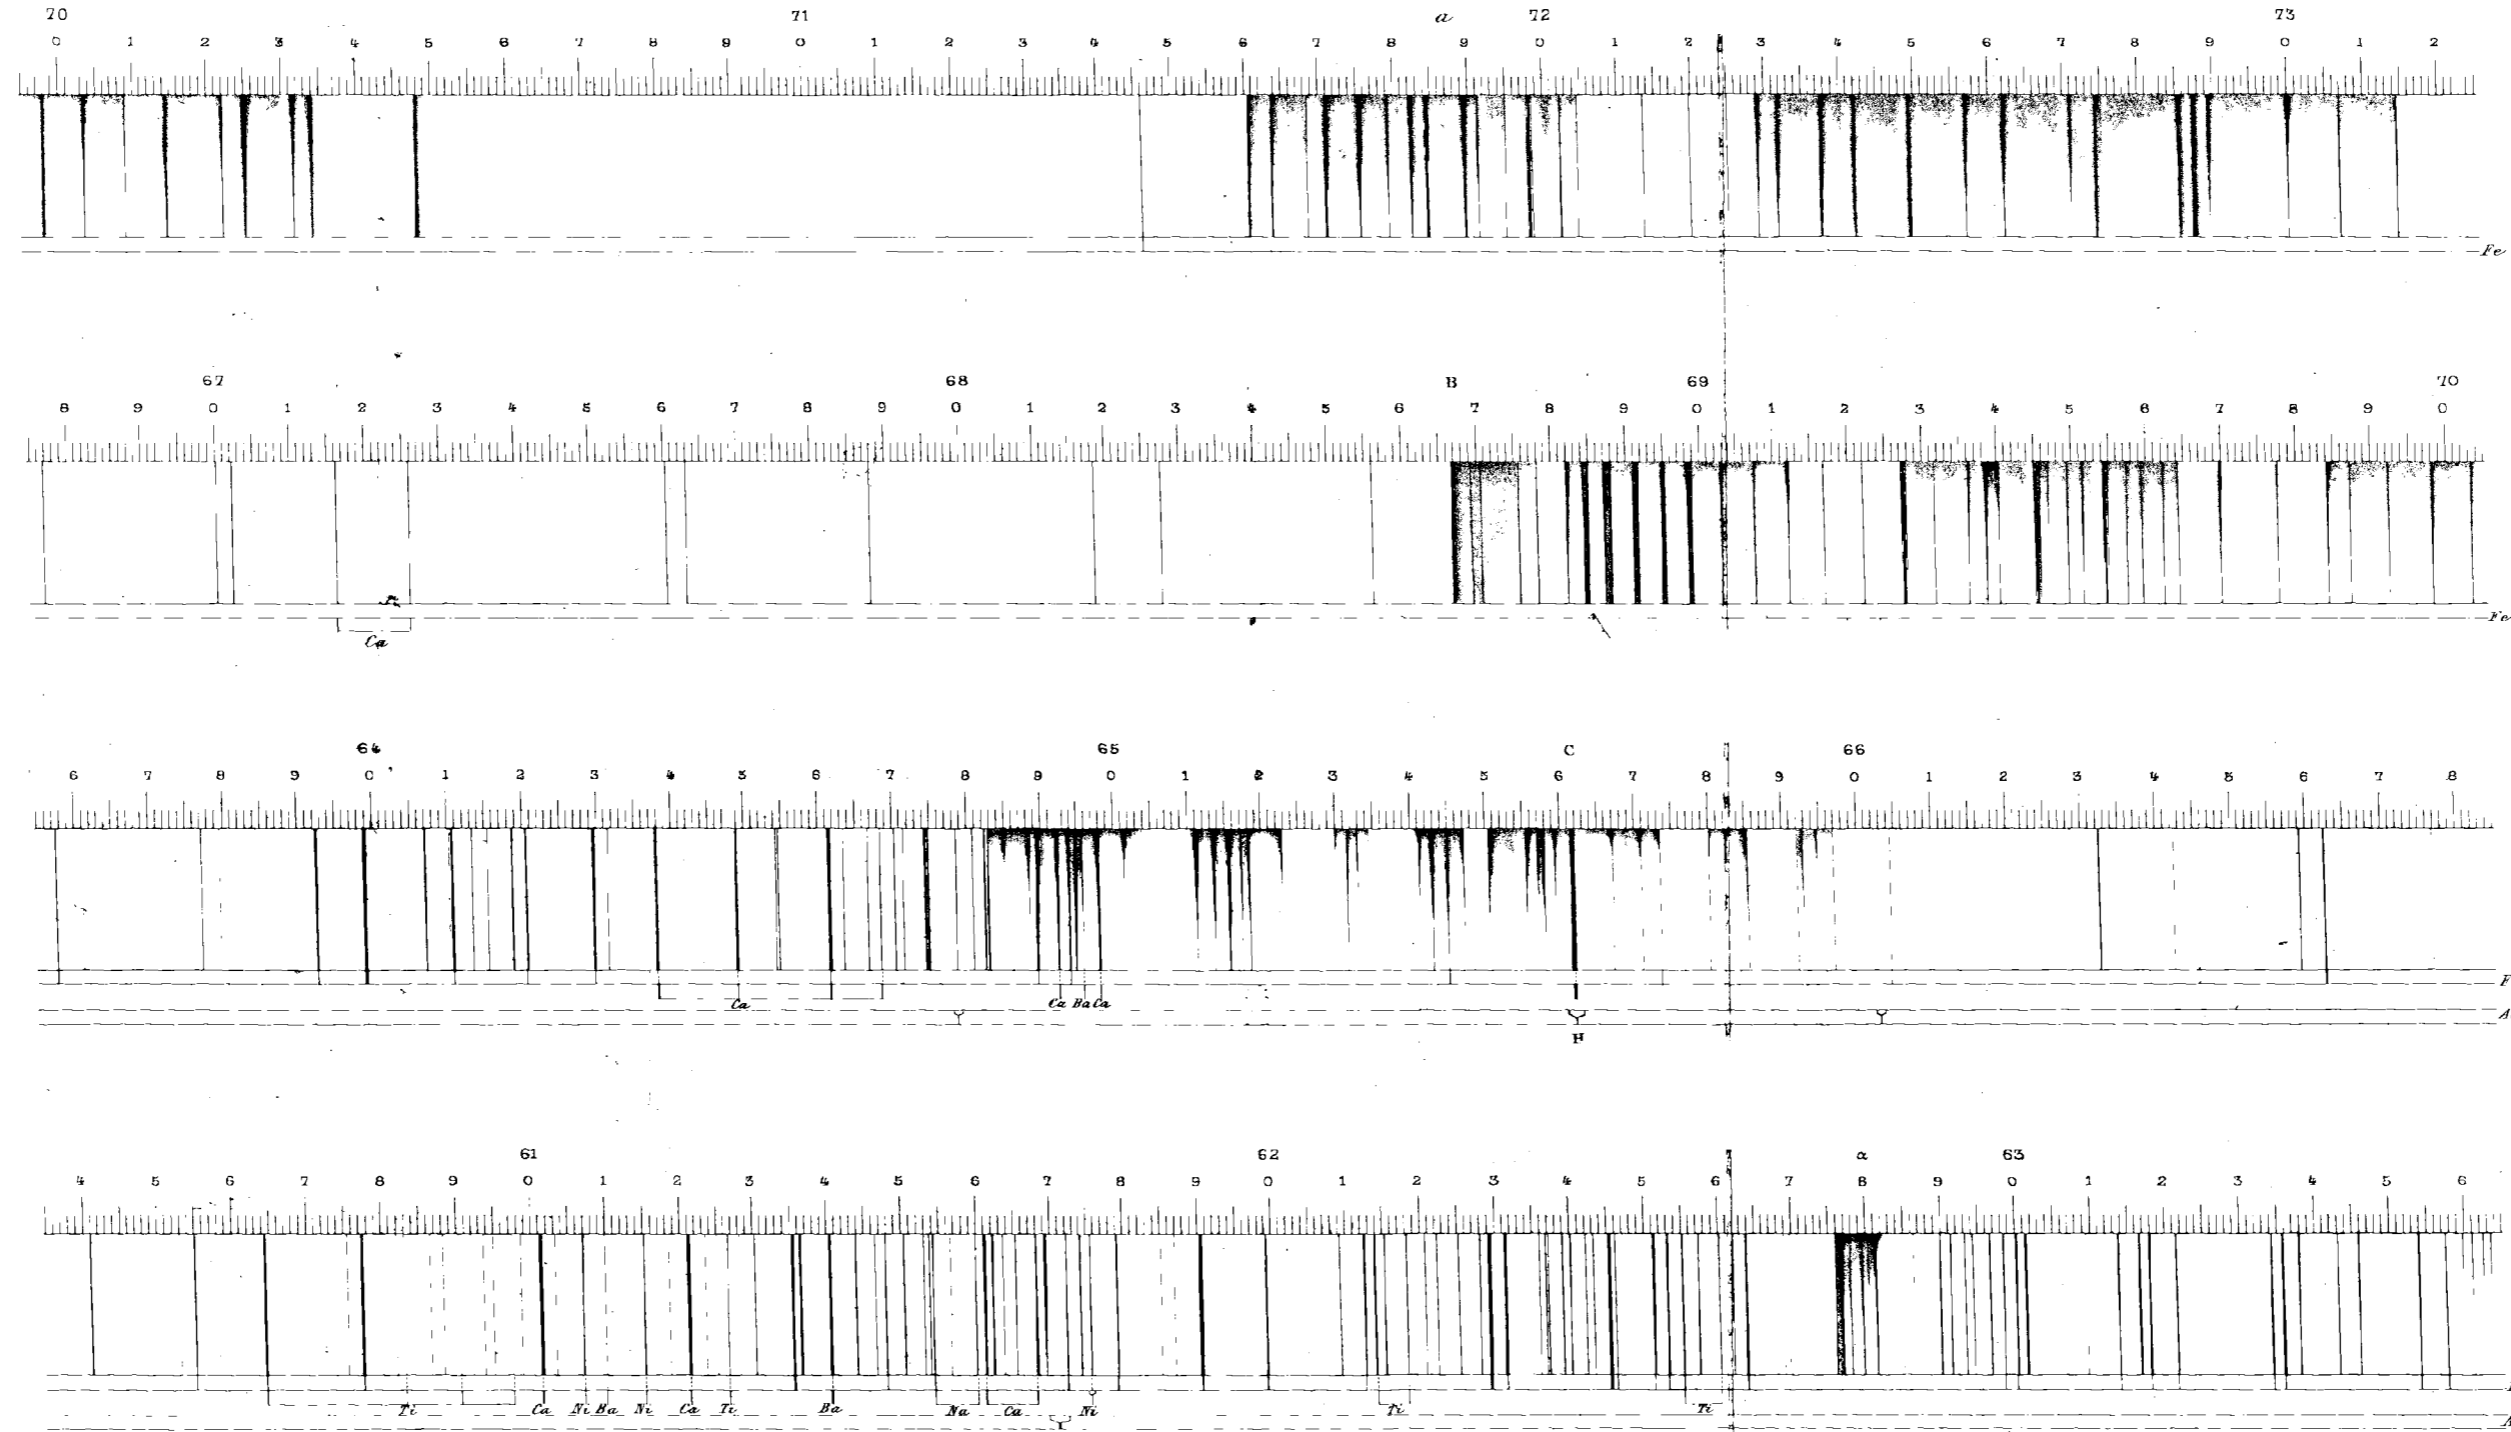 70 71 a 72 73
0 1 2 3 4 5 6 7 8 9 0 1 2 3 4 5 6 7 8 9 0 1 2 3 4 5 6 7 8 9 0 1 2
Fe
67 68 B 69 70
8 9 0 1 2 3 4 5 6 7 8 9 0 1 2 3 4 5 6 7 8 9 0 1 2 3 4 5 6 7 8 9 0
Fe
Ca
64 65 C 66
6 7 8 9 0 1 2 3 4 5 6 7 8 9 0 1 2 3 4 5 6 7 8 9 0 1 2 3 4 5 6 7 8
F
Ca Ca Ba Ca
A
H
61 62 α 63
4 5 6 7 8 9 0 1 2 3 4 5 6 7 8 9 0 1 2 3 4 5 6 7 8 9 0 1 2 3 4 5 6
Ti Ca Ni Ba Ni Ca Ti Ba Na Ca Ni Ti Ti
A